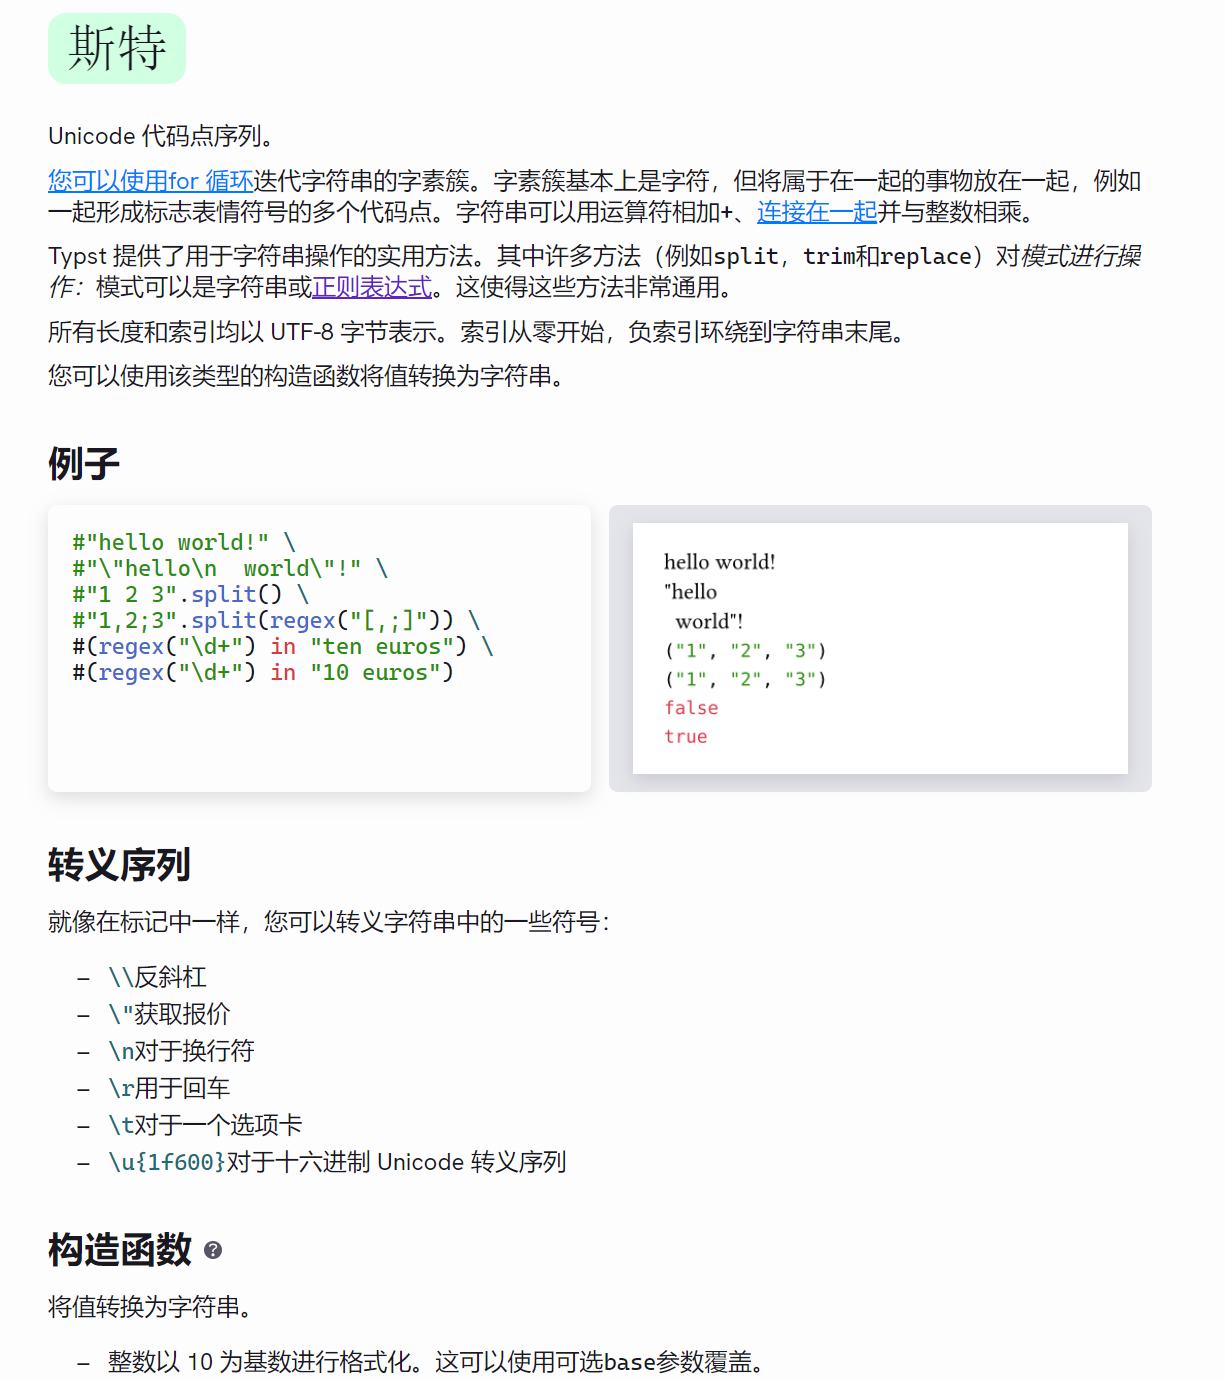 斯特
Unicode 代码点序列。
您可以使用for 循环迭代字符串的字素簇。字素簇基本上是字符，但将属于在一起的事物放在一起，例如
一起形成标志表情符号的多个代码点。字符串可以用运算符相加+、连接在一起并与整数相乘。
Typst 提供了用于字符串操作的实用方法。其中许多方法（例如split，trim和replace）对模式进行操
作：模式可以是字符串或正则表达式。这使得这些方法非常通用。
所有长度和索引均以 UTF-8 字节表示。索引从零开始，负索引环绕到字符串末尾。
您可以使用该类型的构造函数将值转换为字符串。
例子
#"hello world!" \
#"\"hello\n  world\"!" \
#"1 2 3".split() \
#"1,2;3".split(regex("[,;]")) \
#(regex("\d+") in "ten euros") \
#(regex("\d+") in "10 euros")
hello world!
"hello
  world"!
("1", "2", "3")
("1", "2", "3")
false
true
转义序列
就像在标记中一样，您可以转义字符串中的一些符号：
– \\反斜杠
– \"获取报价
– \n对于换行符
– \r用于回车
– \t对于一个选项卡
– \u{1f600}对于十六进制 Unicode 转义序列
构造函数 ?
将值转换为字符串。
– 整数以 10 为基数进行格式化。这可以使用可选base参数覆盖。